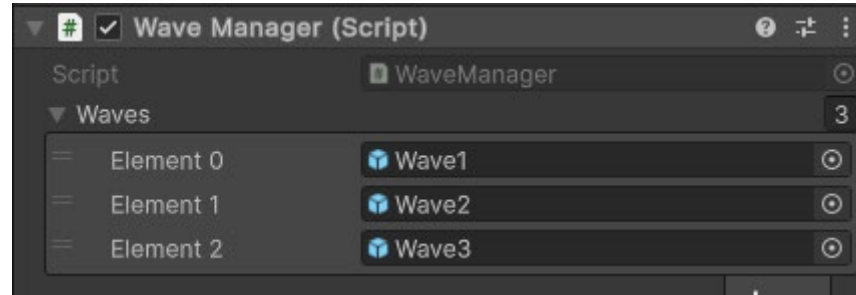 # Wave Manager (Script)
Script WaveManager
Waves 3
Element 0 Wave1
Element 1 Wave2
Element 2 Wave3